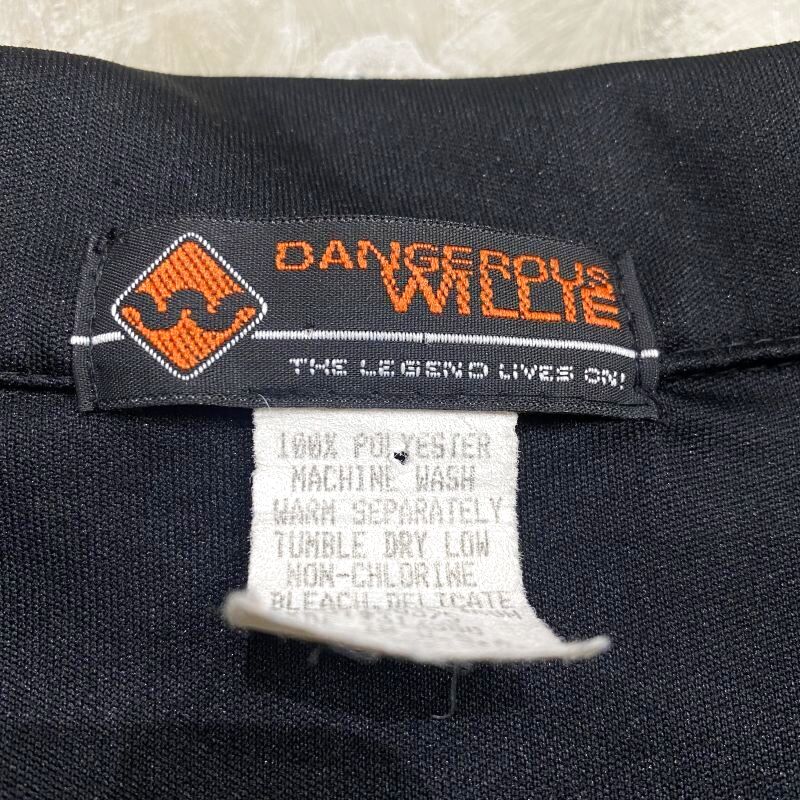 DANGEROUS
WILLIE
THE LEGEND LIVES ON!
100% POLYESTER
MACHINE WASH
WARM SEPARATELY
TUMBLE DRY LOW
NON-CHLORINE
BLEACH.DELICATE